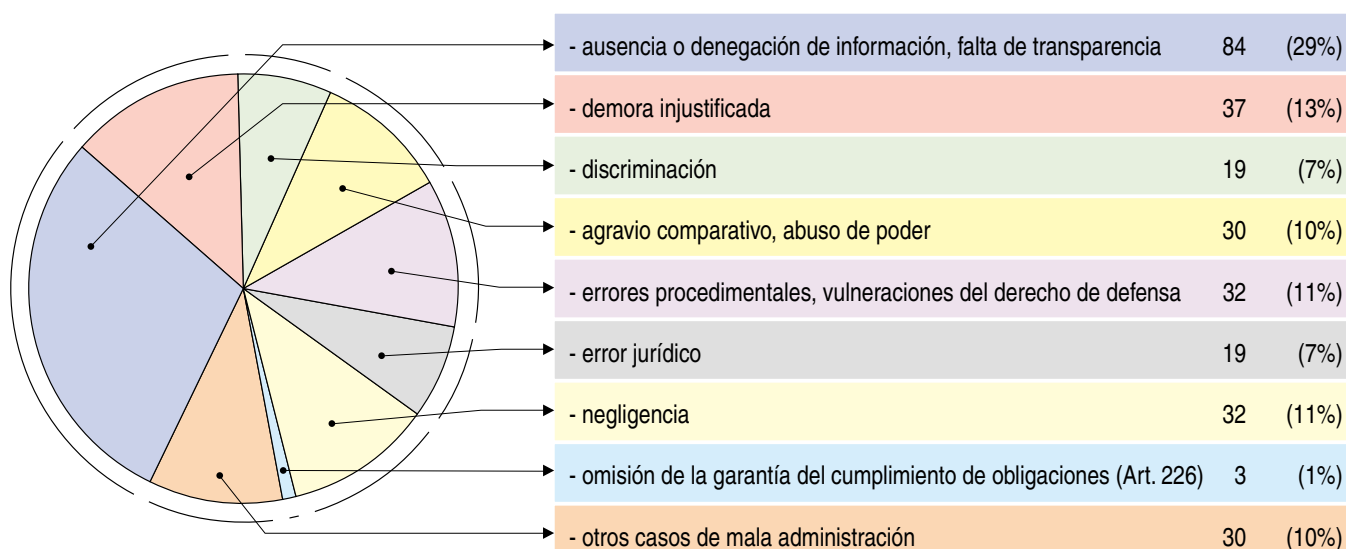 - ausencia o denegación de información, falta de transparencia 84 (29%)
- demora injustificada 37 (13%)
- discriminación 19 (7%)
- agravio comparativo, abuso de poder 30 (10%)
- errores procedimentales, vulneraciones del derecho de defensa 32 (11%)
- error jurídico 19 (7%)
- negligencia 32 (11%)
- omisión de la garantía del cumplimiento de obligaciones (Art. 226) 3 (1%)
- otros casos de mala administración 30 (10%)